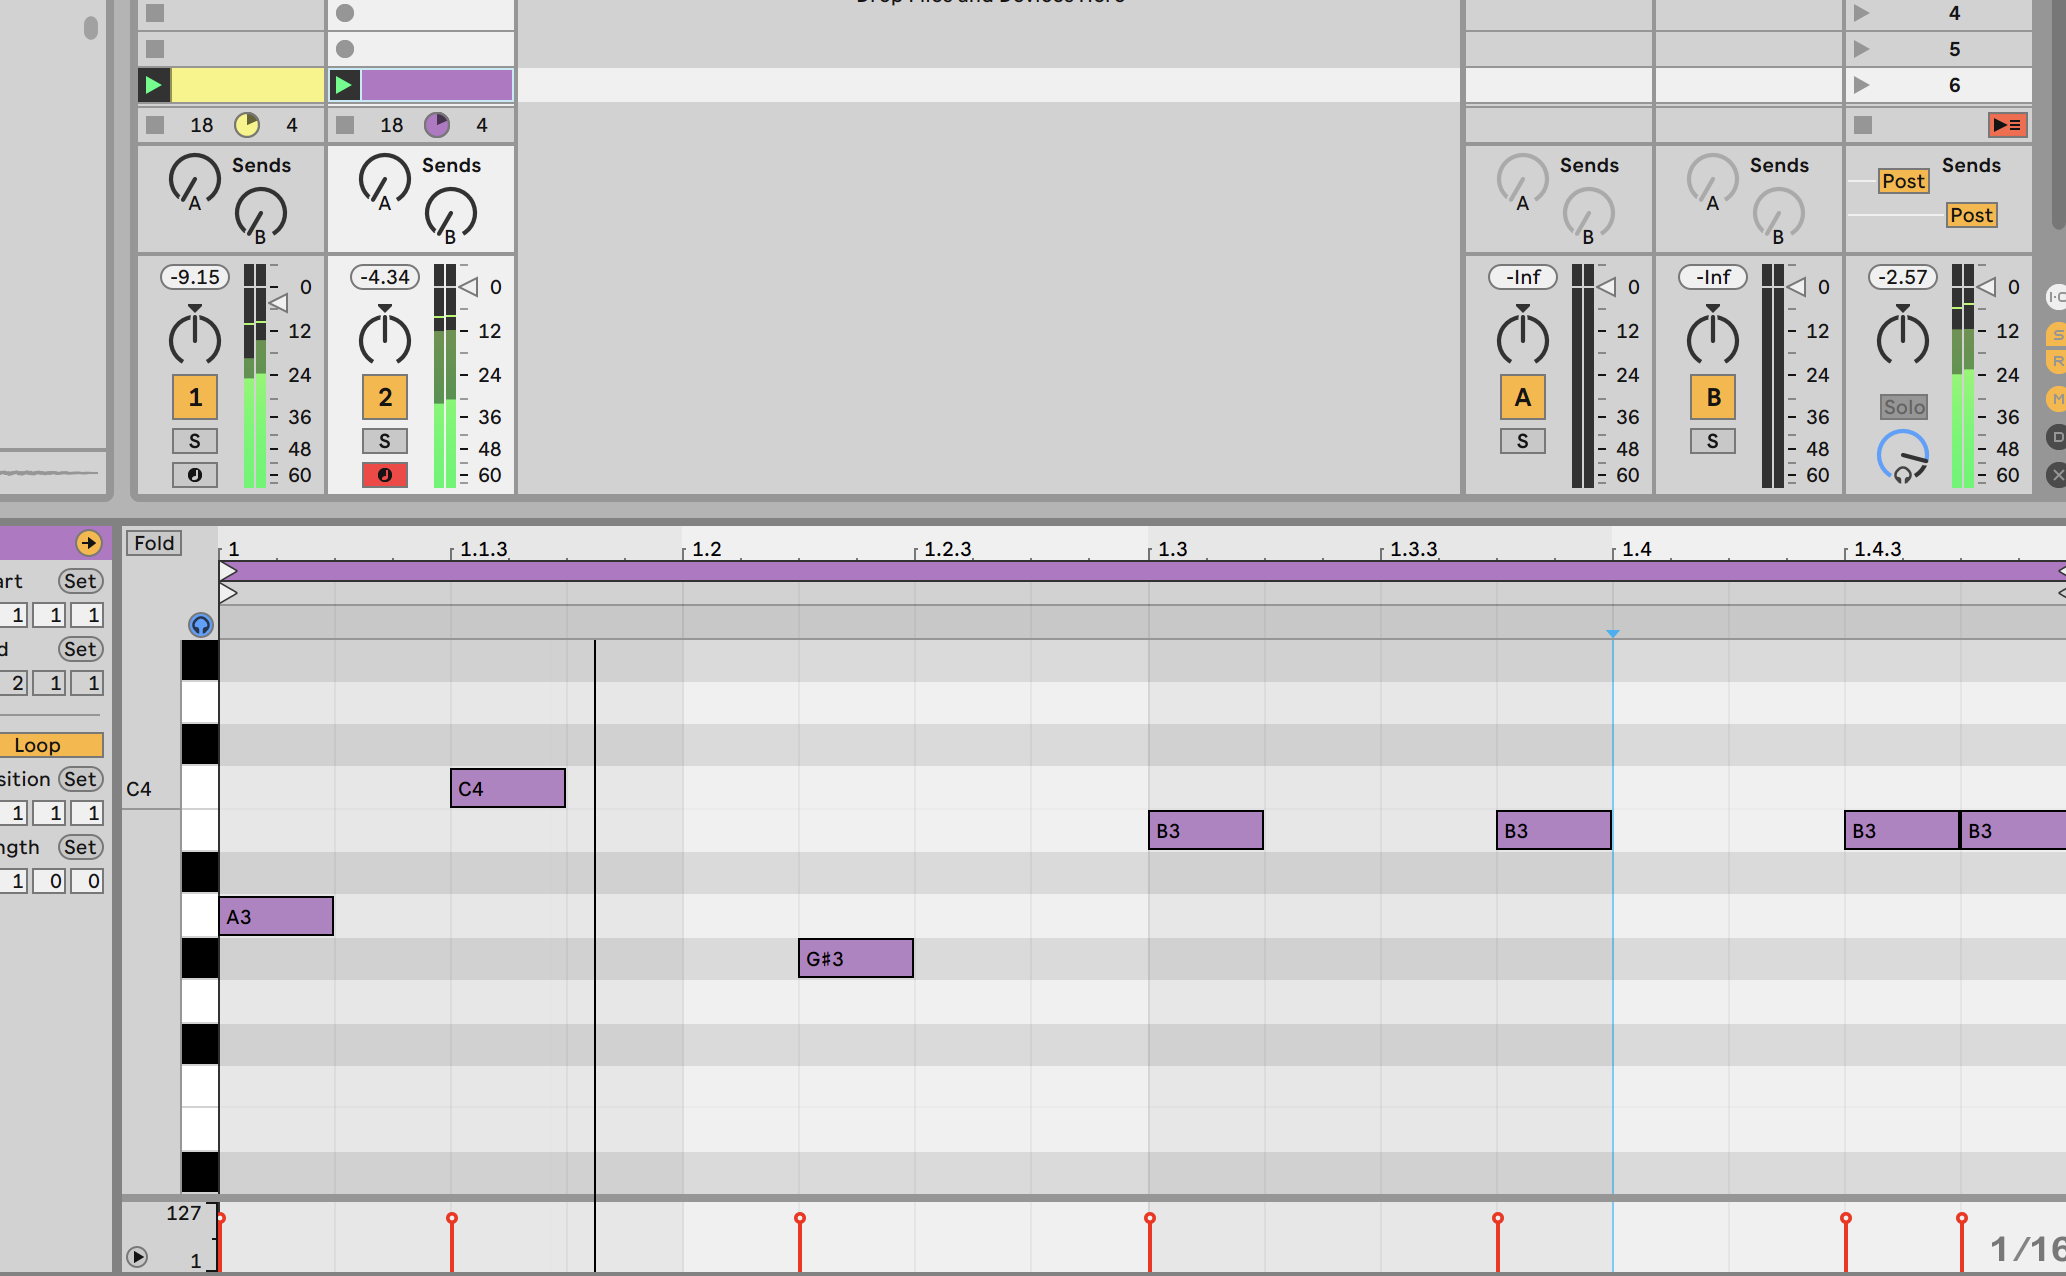 Drop Files and Devices Here
4
5
6
18 4 18 4
Sends Sends Sends Sends Sends
A A A A Post
B B B B Post
-9.15 0 -4.34 0 -Inf 0 -Inf 0 -2.57 0
12 12 12 12 12
24 24 24 24 24
1 2 A B Solo
36 36 36 36 36
S S S S
48 48 48 48 48
60 60 60 60 60
S
R
M
D
X
Fold 1 1.1.3 1.2 1.2.3 1.3 1.3.3 1.4 1.4.3
art Set
1 1 1
d Set
2 1 1
Loop
sition Set
1 1 1
ngth Set
1 0 0
C4 C4
B3 B3 B3 B3
A3
G♯3
127
1
1/16